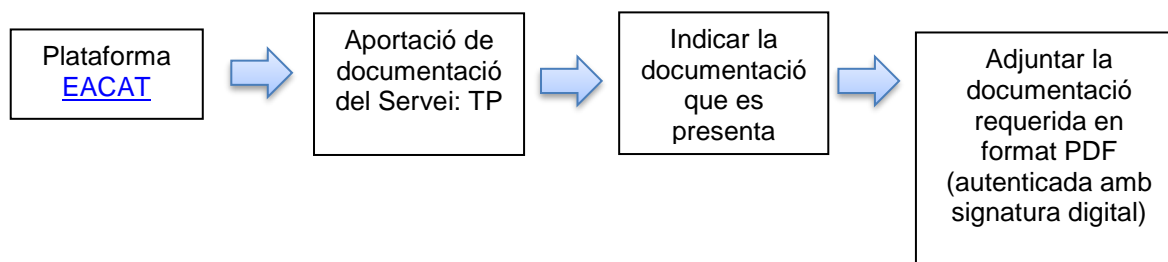 Plataforma
EACAT
Aportació de
documentació
del Servei: TP
Indicar la
documentació
que es
presenta
Adjuntar la
documentació
requerida en
format PDF
(autenticada amb
signatura digital)